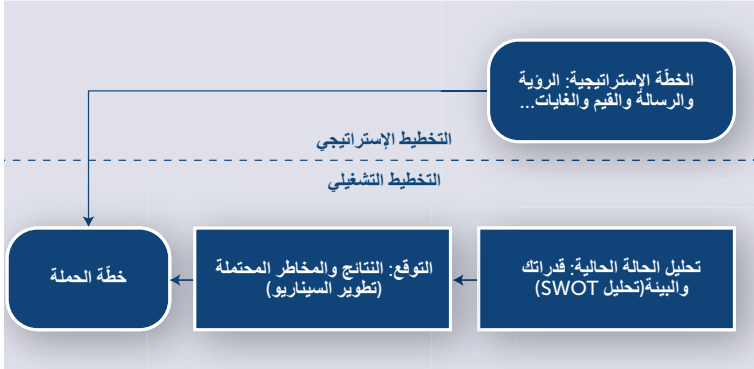 الخطّة الإستراتيجية: الرؤية
والرسالة والقيم والغايات...
التخطيط الإستراتيجي
التخطيط التشغيلي
تحليل الحالة الحالية: قدراتك
والبيئة(تحليل SWOT)
التوقع: النتائج والمخاطر المحتملة
(تطوير السيناريو)
خطّة الحملة